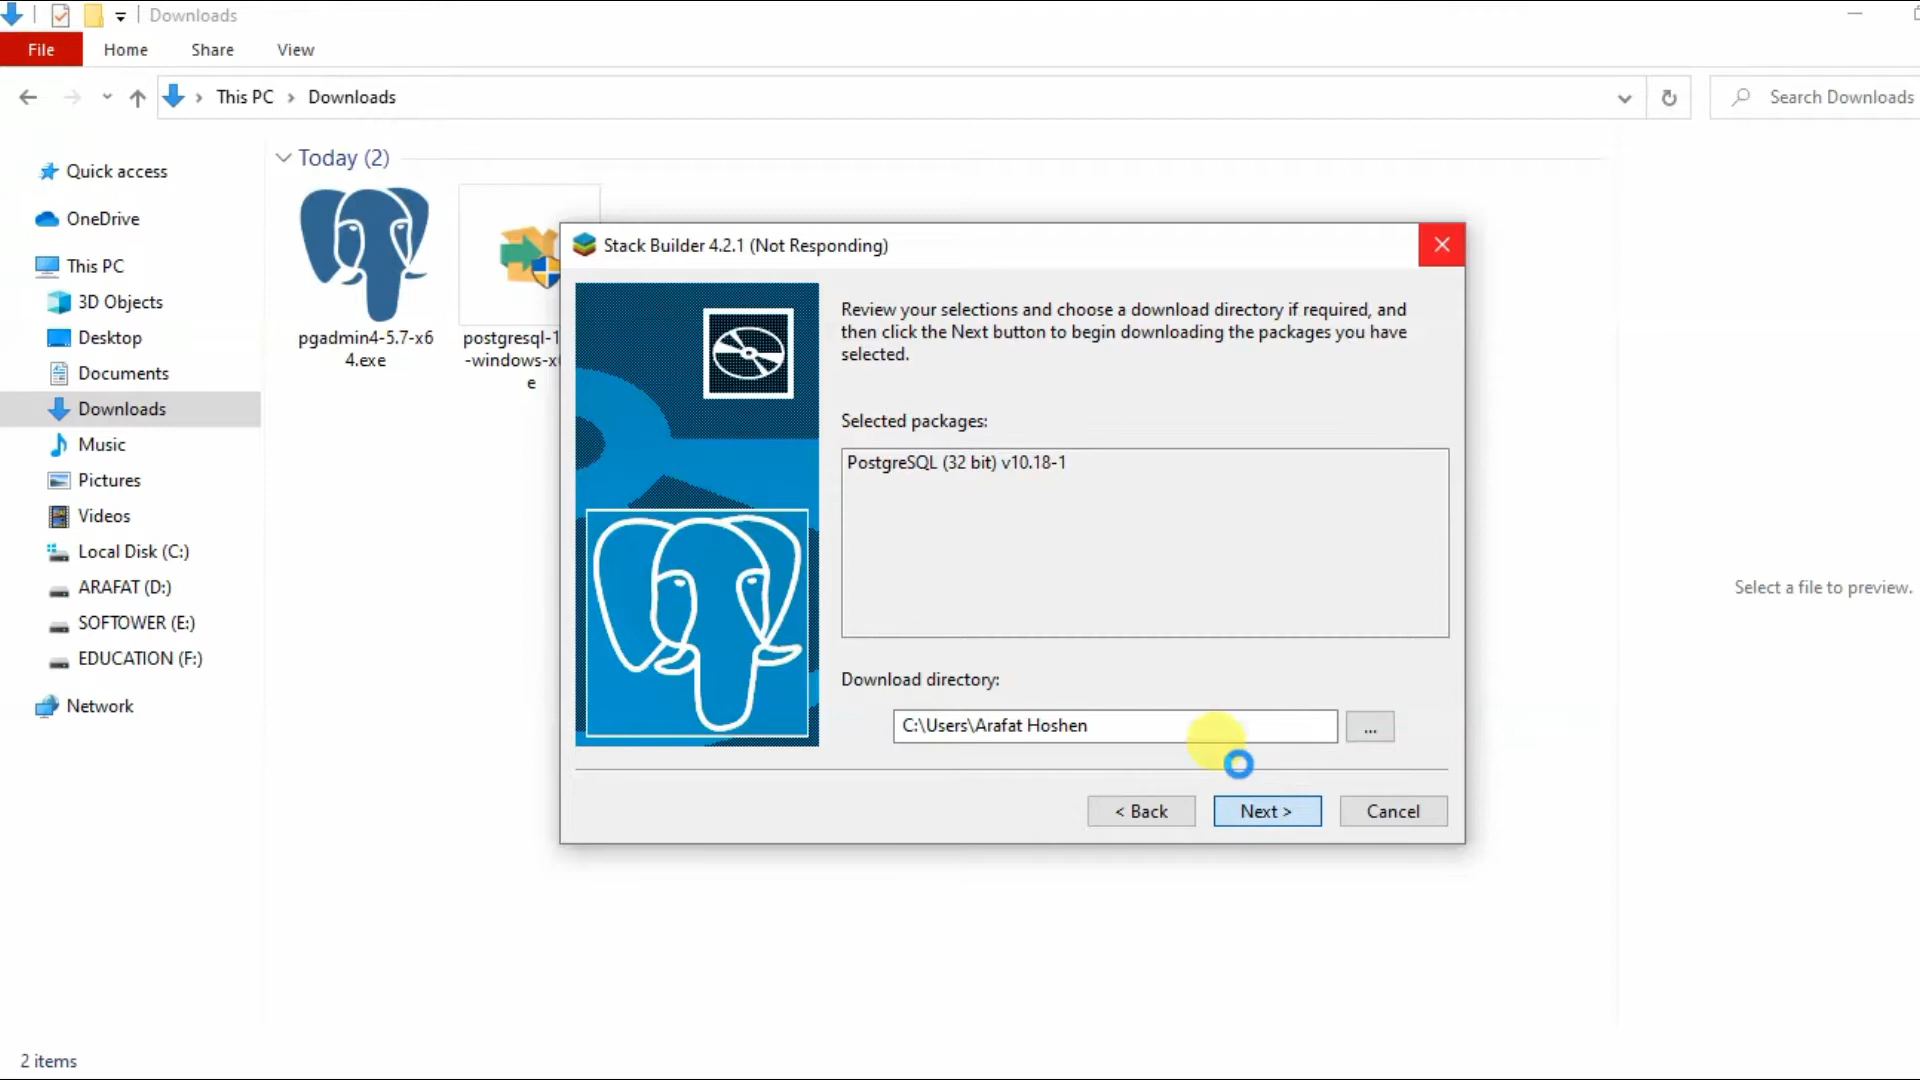 Downloads
File Home Share View
This PC Downloads
Search Downloads
Quick access
OneDrive
This PC
3D Objects
Desktop
Documents
Downloads
Music
Pictures
Videos
Local Disk (C:)
ARAFAT (D:)
SOFTOWER (E:)
EDUCATION (F:)
Network
Today (2)
pgadmin4-5.7-x6
4.exe
postgresql-1
-windows-x
e
Stack Builder 4.2.1 (Not Responding)
Review your selections and choose a download directory if required, and
then click the Next button to begin downloading the packages you have
selected.
Selected packages:
PostgreSQL (32 bit) v10.18-1
Download directory:
C:\Users\Arafat Hoshen
...
< Back Next > Cancel
Select a file to preview.
2 items